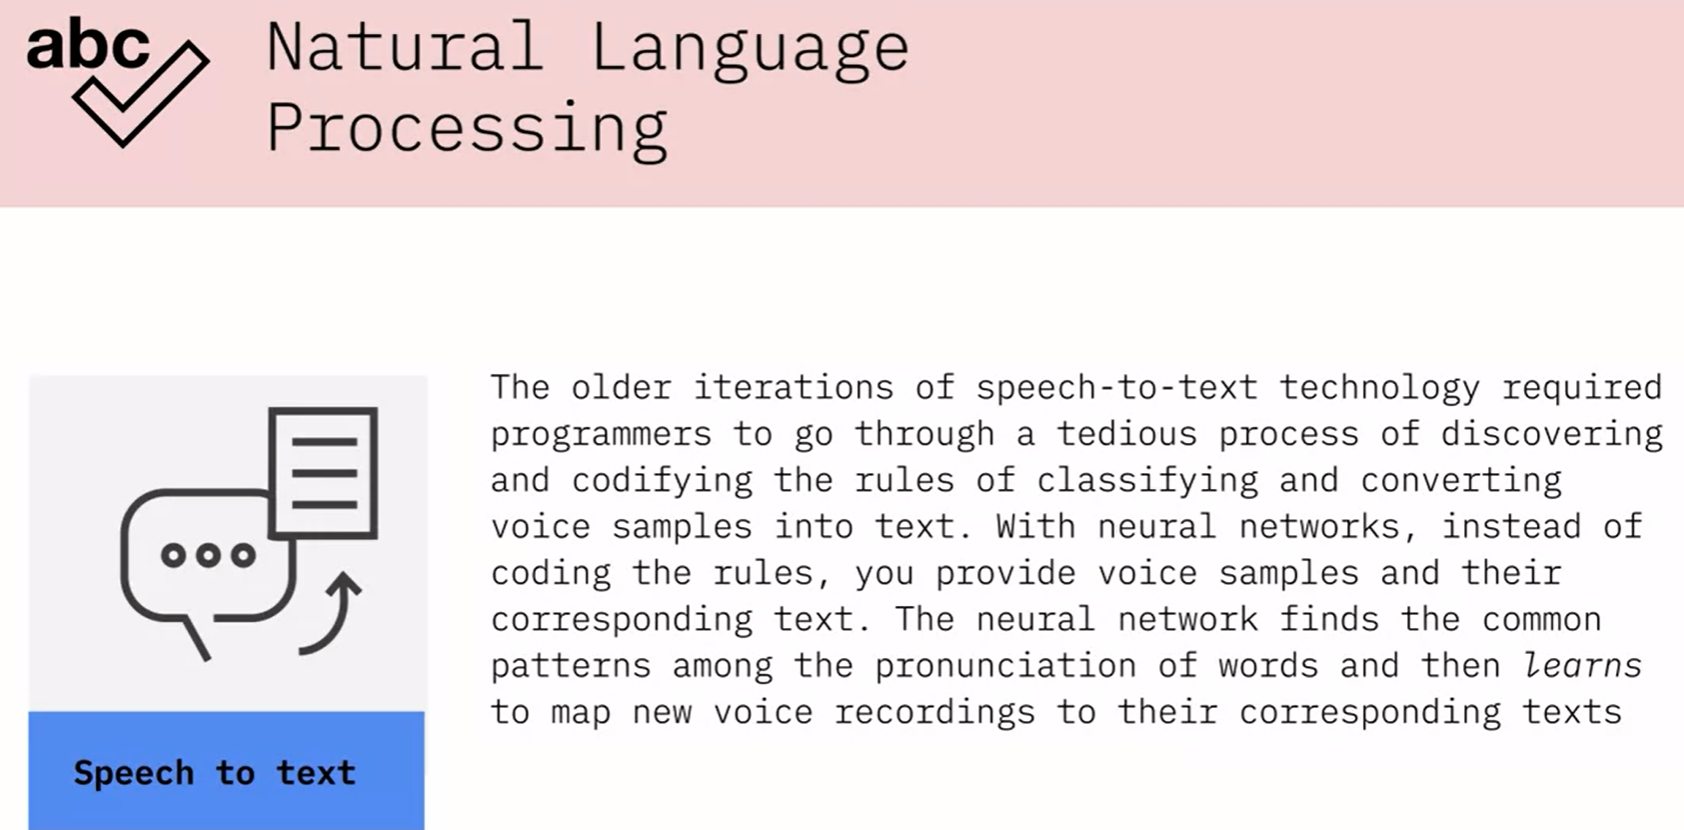 abc
Natural Language
Processing
The older iterations of speech-to-text technology required
programmers to go through a tedious process of discovering
and codifying the rules of classifying and converting
voice samples into text. With neural networks, instead of
coding the rules, you provide voice samples and their
corresponding text. The neural network finds the common
patterns among the pronunciation of words and then learns
to map new voice recordings to their corresponding texts
Speech to text